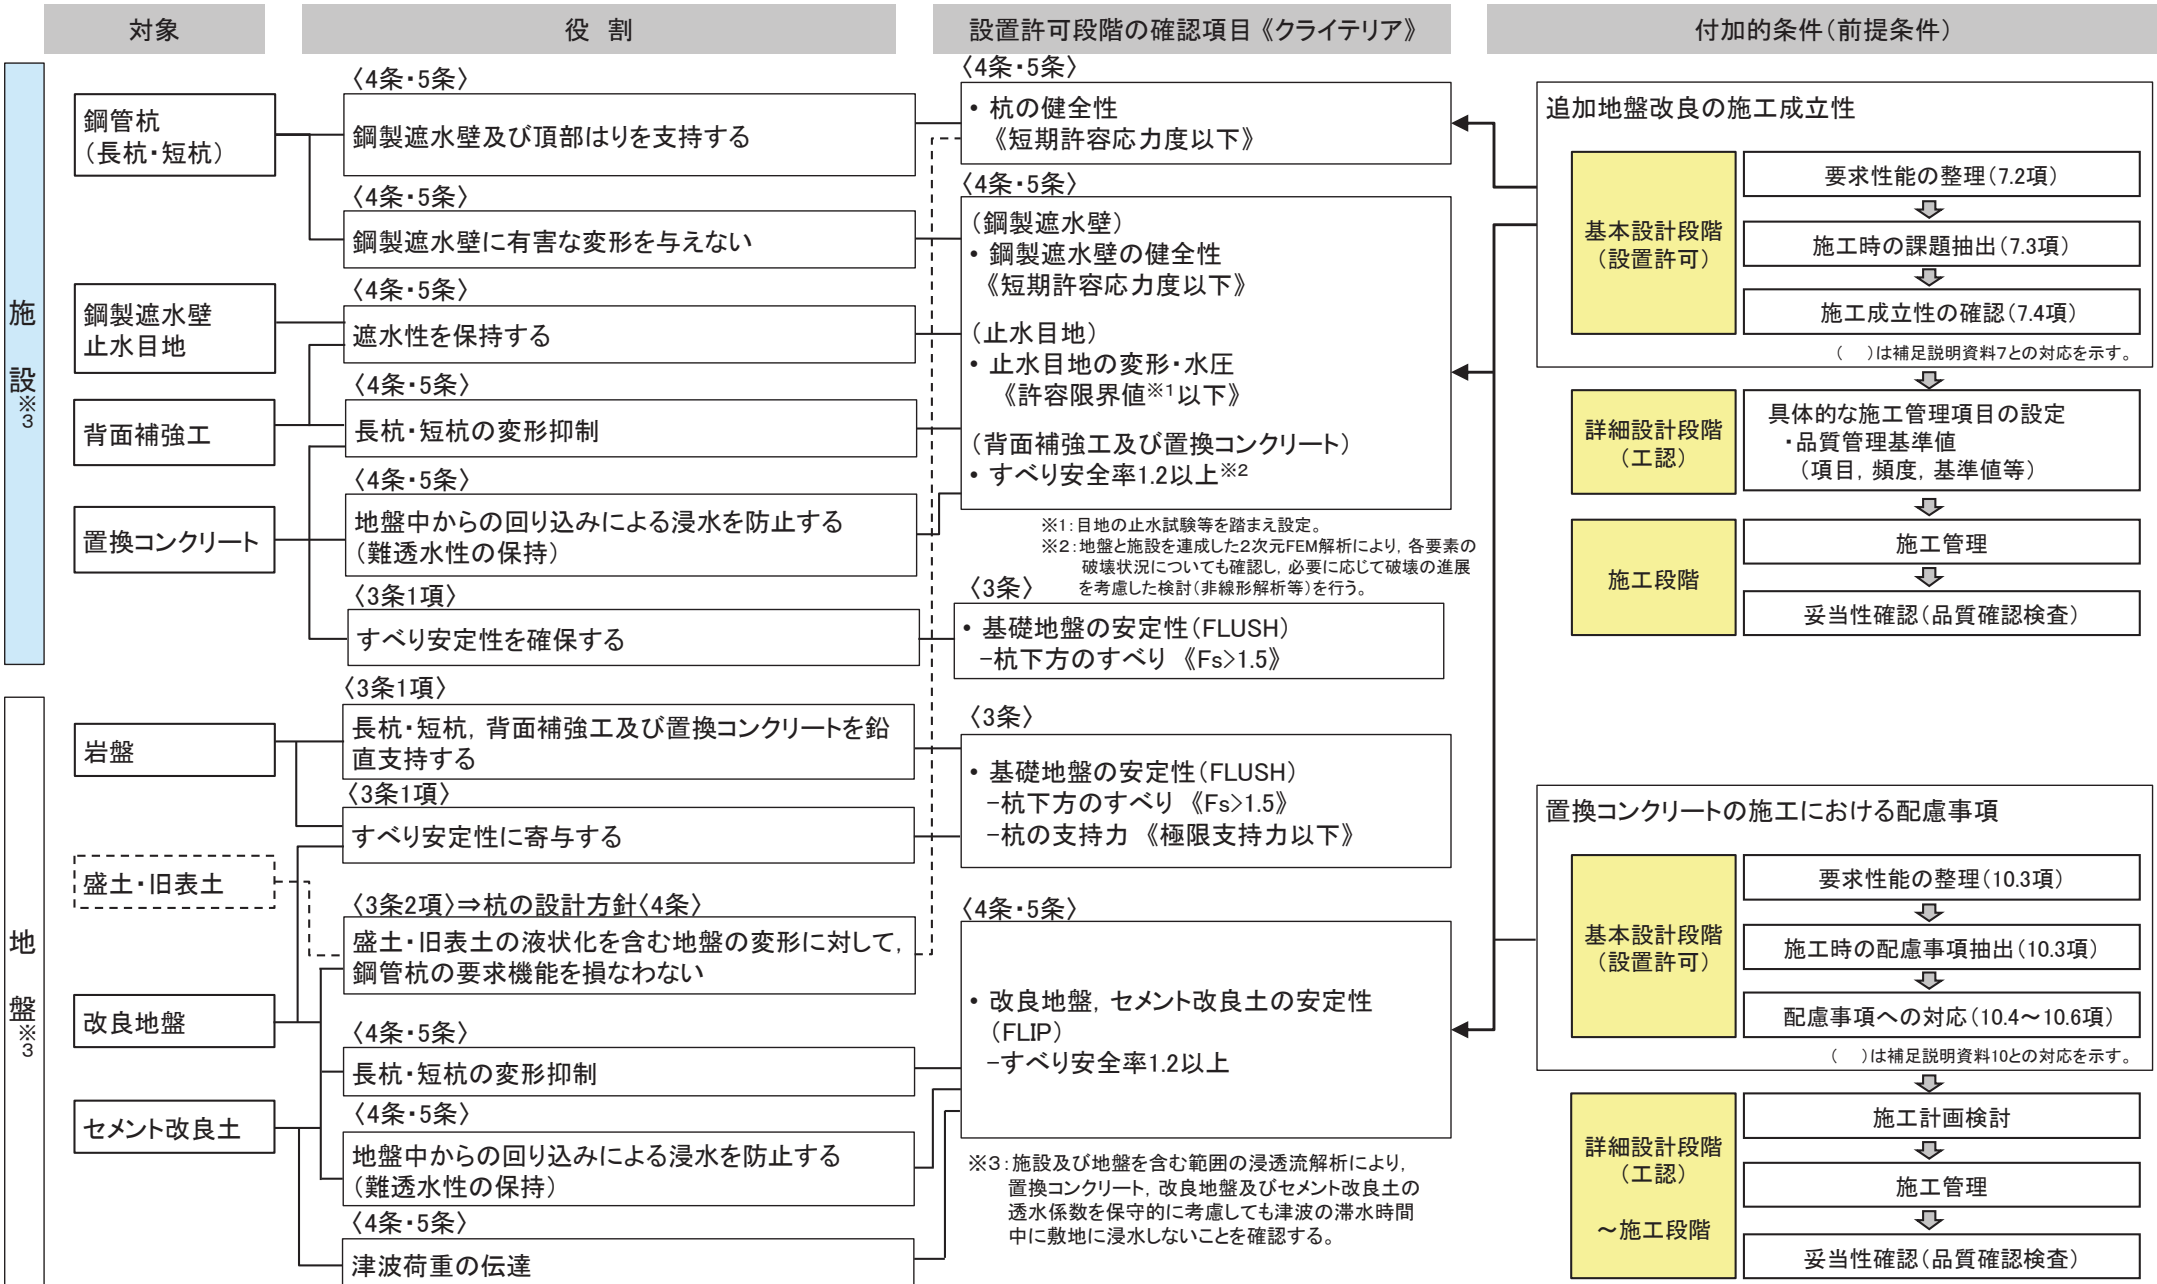 対象
役 割
設置許可段階の確認項目《クライテリア》
付加的条件(前提条件)
施設※3
鋼管杭
(長杭・短杭)
〈4条・5条〉
鋼製遮水壁及び頂部はりを支持する
〈4条・5条〉
鋼製遮水壁に有害な変形を与えない
鋼製遮水壁
止水目地
〈4条・5条〉
遮水性を保持する
背面補強工
〈4条・5条〉
長杭・短杭の変形抑制
置換コンクリート
〈4条・5条〉
地盤中からの回り込みによる浸水を防止する
(難透水性の保持)
〈3条1項〉
すべり安定性を確保する
〈4条・5条〉
・杭の健全性
《短期許容応力度以下》
〈4条・5条〉
(鋼製遮水壁)
・鋼製遮水壁の健全性
《短期許容応力度以下》
(止水目地)
・止水目地の変形・水圧
《許容限界値※1以下》
(背面補強工及び置換コンクリート)
・すべり安全率1.2以上※2
※1:目地の止水試験等を踏まえ設定。
※2:地盤と施設を連成した2次元FEM解析により, 各要素の
破壊状況についても確認し, 必要に応じて破壊の進展
を考慮した検討(非線形解析等)を行う。
〈3条〉
・基礎地盤の安定性(FLUSH)
-杭下方のすべり 《Fs>1.5》
地盤※3
岩盤
〈3条1項〉
長杭・短杭, 背面補強工及び置換コンクリートを鉛
直支持する
〈3条1項〉
すべり安定性に寄与する
盛土・旧表土
〈3条2項〉⇒杭の設計方針〈4条〉
盛土・旧表土の液状化を含む地盤の変形に対して,
鋼管杭の要求機能を損なわない
改良地盤
〈4条・5条〉
長杭・短杭の変形抑制
セメント改良土
〈4条・5条〉
地盤中からの回り込みによる浸水を防止する
(難透水性の保持)
〈4条・5条〉
津波荷重の伝達
〈3条〉
・基礎地盤の安定性(FLUSH)
-杭下方のすべり 《Fs>1.5》
-杭の支持力 《極限支持力以下》
〈4条・5条〉
・改良地盤, セメント改良土の安定性
(FLIP)
-すべり安全率1.2以上
※3:施設及び地盤を含む範囲の浸透流解析により,
置換コンクリート, 改良地盤及びセメント改良土の
透水係数を保守的に考慮しても津波の滞水時間
中に敷地に浸水しないことを確認する。
追加地盤改良の施工成立性
基本設計段階
(設置許可)
要求性能の整理(7.2項)
施工時の課題抽出(7.3項)
施工成立性の確認(7.4項)
( )は補足説明資料7との対応を示す。
詳細設計段階
(工認)
具体的な施工管理項目の設定
・品質管理基準値
(項目, 頻度, 基準値等)
施工段階
施工管理
妥当性確認(品質確認検査)
置換コンクリートの施工における配慮事項
基本設計段階
(設置許可)
要求性能の整理(10.3項)
施工時の配慮事項抽出(10.3項)
配慮事項への対応(10.4~10.6項)
( )は補足説明資料10との対応を示す。
詳細設計段階
(工認)
~施工段階
施工計画検討
施工管理
妥当性確認(品質確認検査)